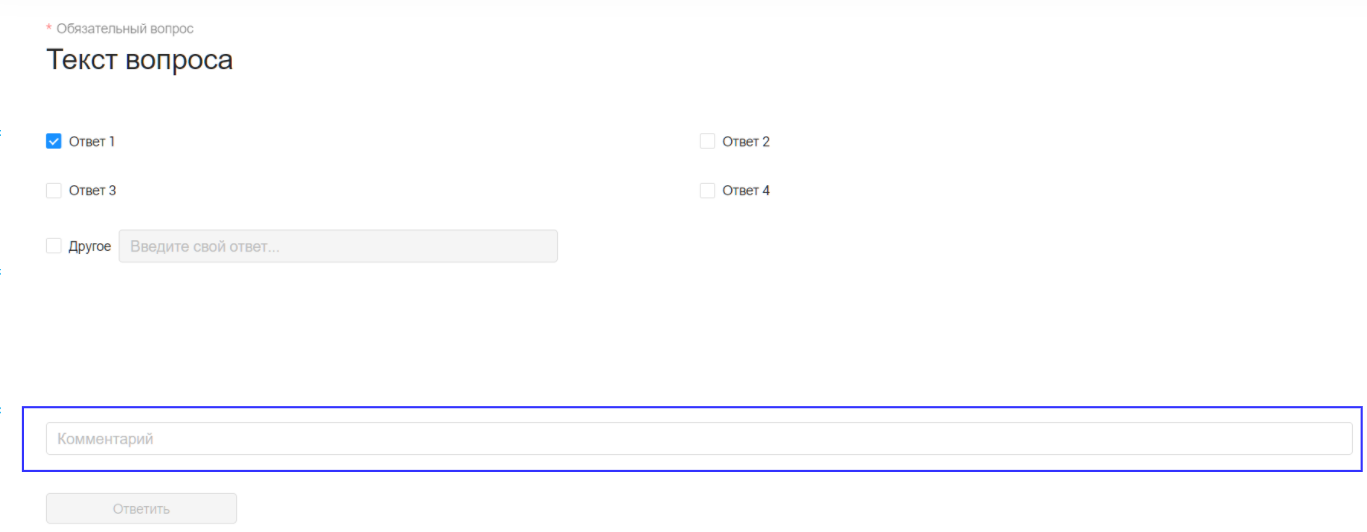 * Обязательный вопрос
Текст вопроса
Ответ 1
Ответ 2
Ответ 3
Ответ 4
Другое Введите свой ответ...
Комментарий
Ответить